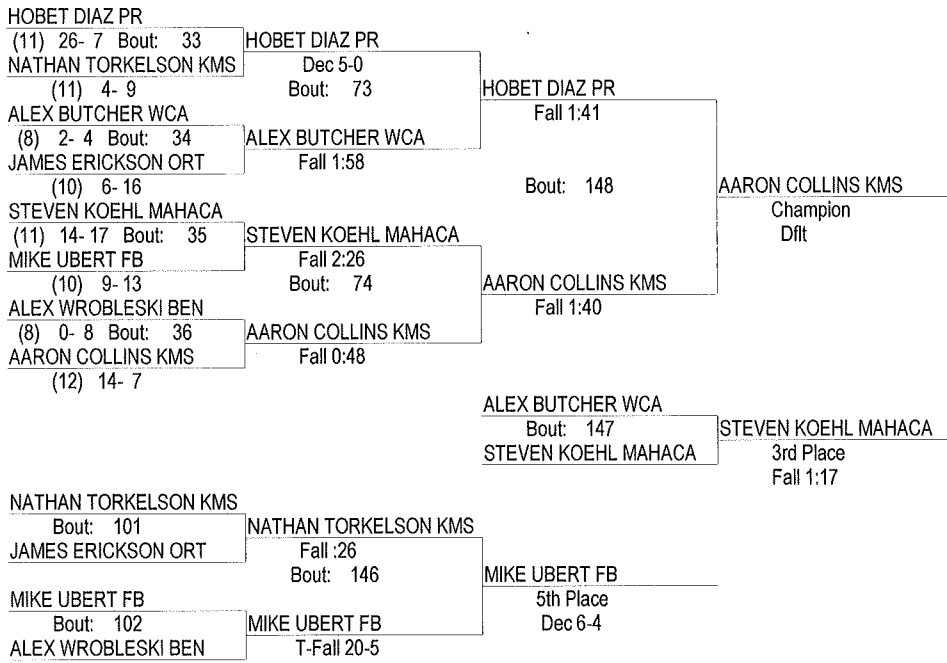 HOBET DIAZ PR
(11) 26- 7 Bout: 33
HOBET DIAZ PR
NATHAN TORKELSON KMS
Dec 5-0
(11) 4- 9
Bout: 73
HOBET DIAZ PR
ALEX BUTCHER WCA
Fall 1:41
(8) 2- 4 Bout: 34
ALEX BUTCHER WCA
JAMES ERICKSON ORT
Fall 1:58
(10) 6- 16
Bout: 148
AARON COLLINS KMS
STEVEN KOEHL MAHACA
Champion
(11) 14- 17 Bout: 35
STEVEN KOEHL MAHACA
Dflt
MIKE UBERT FB
Fall 2:26
(10) 9- 13
Bout: 74
AARON COLLINS KMS
ALEX WROBLESKI BEN
Fall 1:40
(8) 0- 8 Bout: 36
AARON COLLINS KMS
AARON COLLINS KMS
Fall 0:48
(12) 14- 7
ALEX BUTCHER WCA
Bout: 147
STEVEN KOEHL MAHACA
STEVEN KOEHL MAHACA
3rd Place
Fall 1:17
NATHAN TORKELSON KMS
Bout: 101
NATHAN TORKELSON KMS
JAMES ERICKSON ORT
Fall :26
Bout: 146
MIKE UBERT FB
MIKE UBERT FB
5th Place
Bout: 102
MIKE UBERT FB
Dec 6-4
ALEX WROBLESKI BEN
T-Fall 20-5